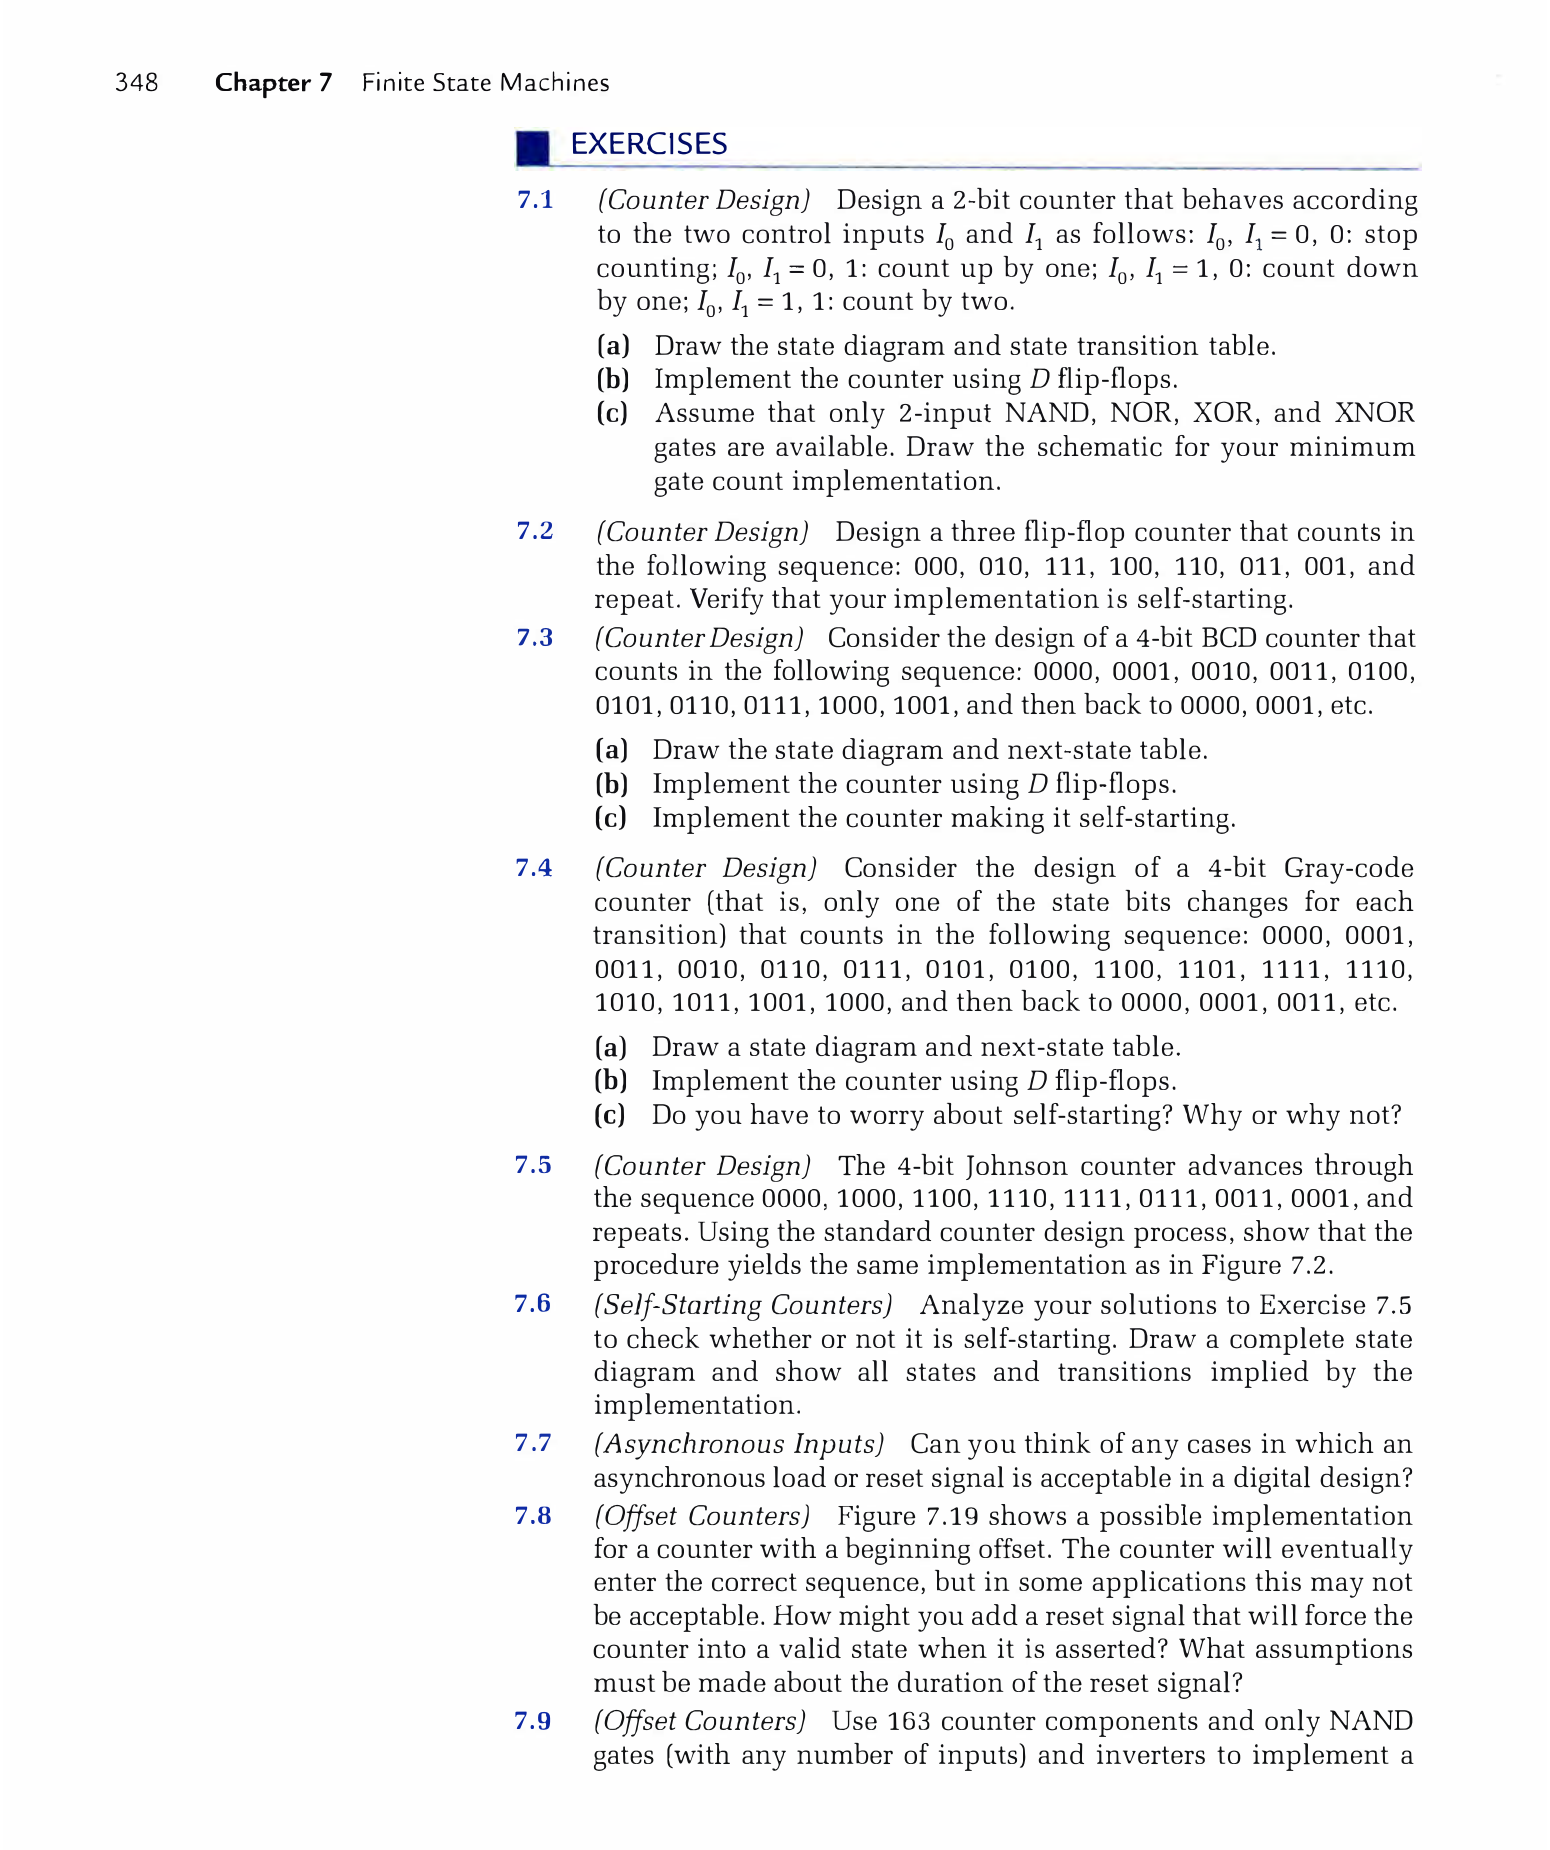 348 Chapter 7 Finite State Machines
EXERCISES
7.1 (Counter Design) Design a 2-bit counter that behaves according
to the two control inputs I₀ and I₁ as follows: I₀, I₁ = 0, 0: stop
counting; I₀, I₁ = 0, 1: count up by one; I₀, I₁ = 1, 0: count down
by one; I₀, I₁ = 1, 1: count by two.
(a) Draw the state diagram and state transition table.
(b) Implement the counter using D flip-flops.
(c) Assume that only 2-input NAND, NOR, XOR, and XNOR
gates are available. Draw the schematic for your minimum
gate count implementation.
7.2 (Counter Design) Design a three flip-flop counter that counts in
the following sequence: 000, 010, 111, 100, 110, 011, 001, and
repeat. Verify that your implementation is self-starting.
7.3 (Counter Design) Consider the design of a 4-bit BCD counter that
counts in the following sequence: 0000, 0001, 0010, 0011, 0100,
0101, 0110, 0111, 1000, 1001, and then back to 0000, 0001, etc.
(a) Draw the state diagram and next-state table.
(b) Implement the counter using D flip-flops.
(c) Implement the counter making it self-starting.
7.4 (Counter Design) Consider the design of a 4-bit Gray-code
counter (that is, only one of the state bits changes for each
transition) that counts in the following sequence: 0000, 0001,
0011, 0010, 0110, 0111, 0101, 0100, 1100, 1101, 1111, 1110,
1010, 1011, 1001, 1000, and then back to 0000, 0001, 0011, etc.
(a) Draw a state diagram and next-state table.
(b) Implement the counter using D flip-flops.
(c) Do you have to worry about self-starting? Why or why not?
7.5 (Counter Design) The 4-bit Johnson counter advances through
the sequence 0000, 1000, 1100, 1110, 1111, 0111, 0011, 0001, and
repeats. Using the standard counter design process, show that the
procedure yields the same implementation as in Figure 7.2.
7.6 (Self-Starting Counters) Analyze your solutions to Exercise 7.5
to check whether or not it is self-starting. Draw a complete state
diagram and show all states and transitions implied by the
implementation.
7.7 (Asynchronous Inputs) Can you think of any cases in which an
asynchronous load or reset signal is acceptable in a digital design?
7.8 (Offset Counters) Figure 7.19 shows a possible implementation
for a counter with a beginning offset. The counter will eventually
enter the correct sequence, but in some applications this may not
be acceptable. How might you add a reset signal that will force the
counter into a valid state when it is asserted? What assumptions
must be made about the duration of the reset signal?
7.9 (Offset Counters) Use 163 counter components and only NAND
gates (with any number of inputs) and inverters to implement a